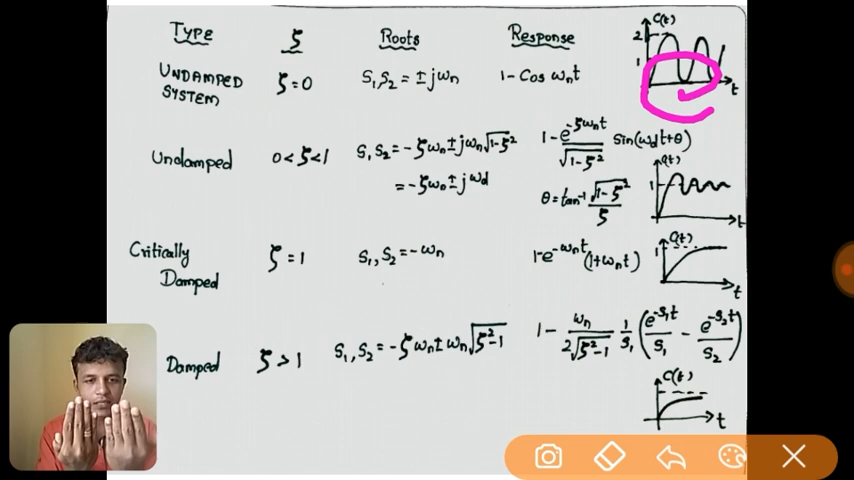 TYPE ζ Roots Response
UNDAMPED SYSTEM ζ=0 S₁,S₂ = ±jωn 1-Cos ωnt
C(t) 2 1 t
Undamped 0<ζ<1 S₁,S₂ = -ζωn ± jωn√1-ζ² 1-e^-ζωnt/√1-ζ² sin(ωdt+θ)
= -ζωn ± jωd θ=tan⁻¹ √1-ζ²/ζ
C(t) 1 t
Critically Damped ζ=1 S₁,S₂ = -ωn 1-e^-ωnt(1+ωnt)
C(t) 1 t
Damped ζ>1 S₁,S₂ = -ζωn ± ωn√ζ²-1 1 - ωn/2√ζ²-1 1/S₁ (e^-S₁t/S₁ - e^-S₂t/S₂)
C(t) t